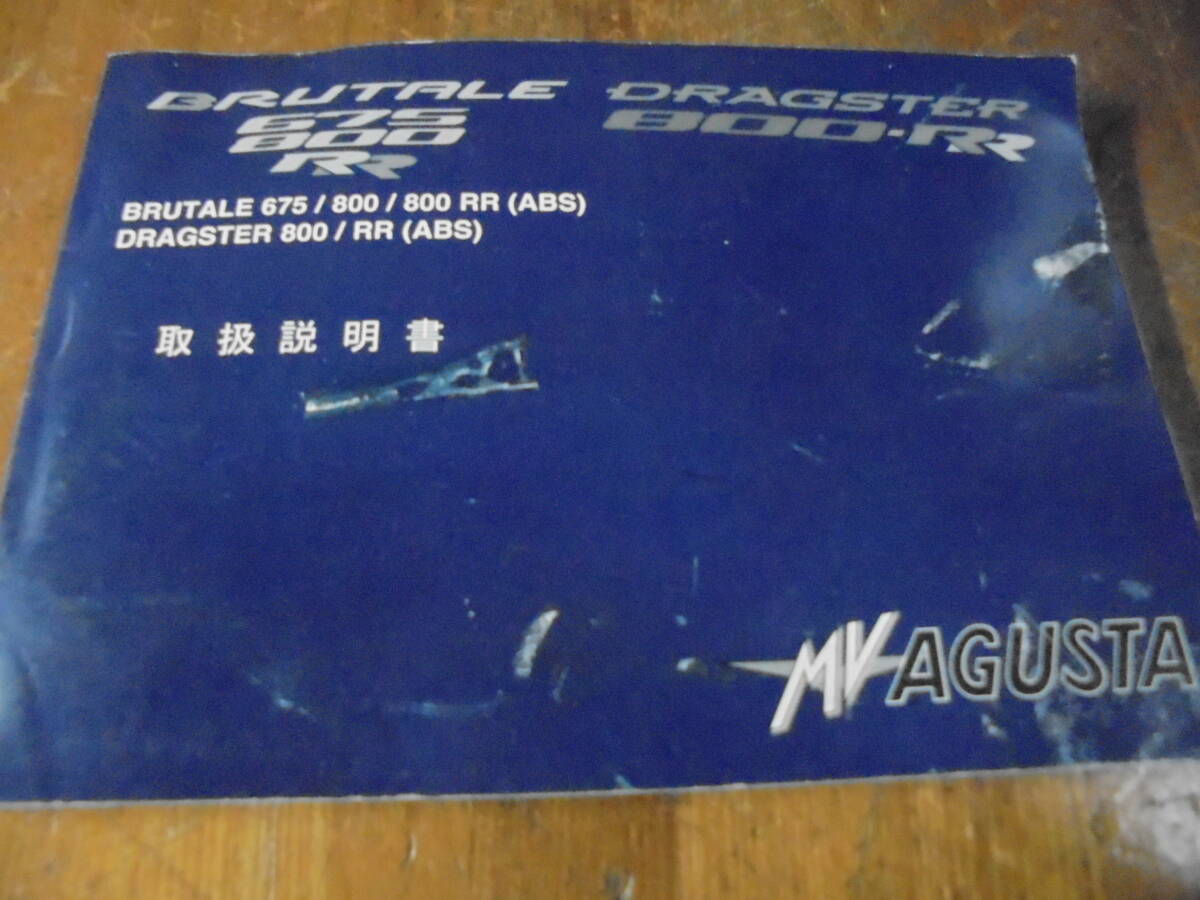 BRUTALE
675
800
RR
DRAGSTER
800-RR
BRUTALE 675 / 800 / 800 RR (ABS)
DRAGSTER 800 / RR (ABS)
取扱説明書
MV AGUSTA